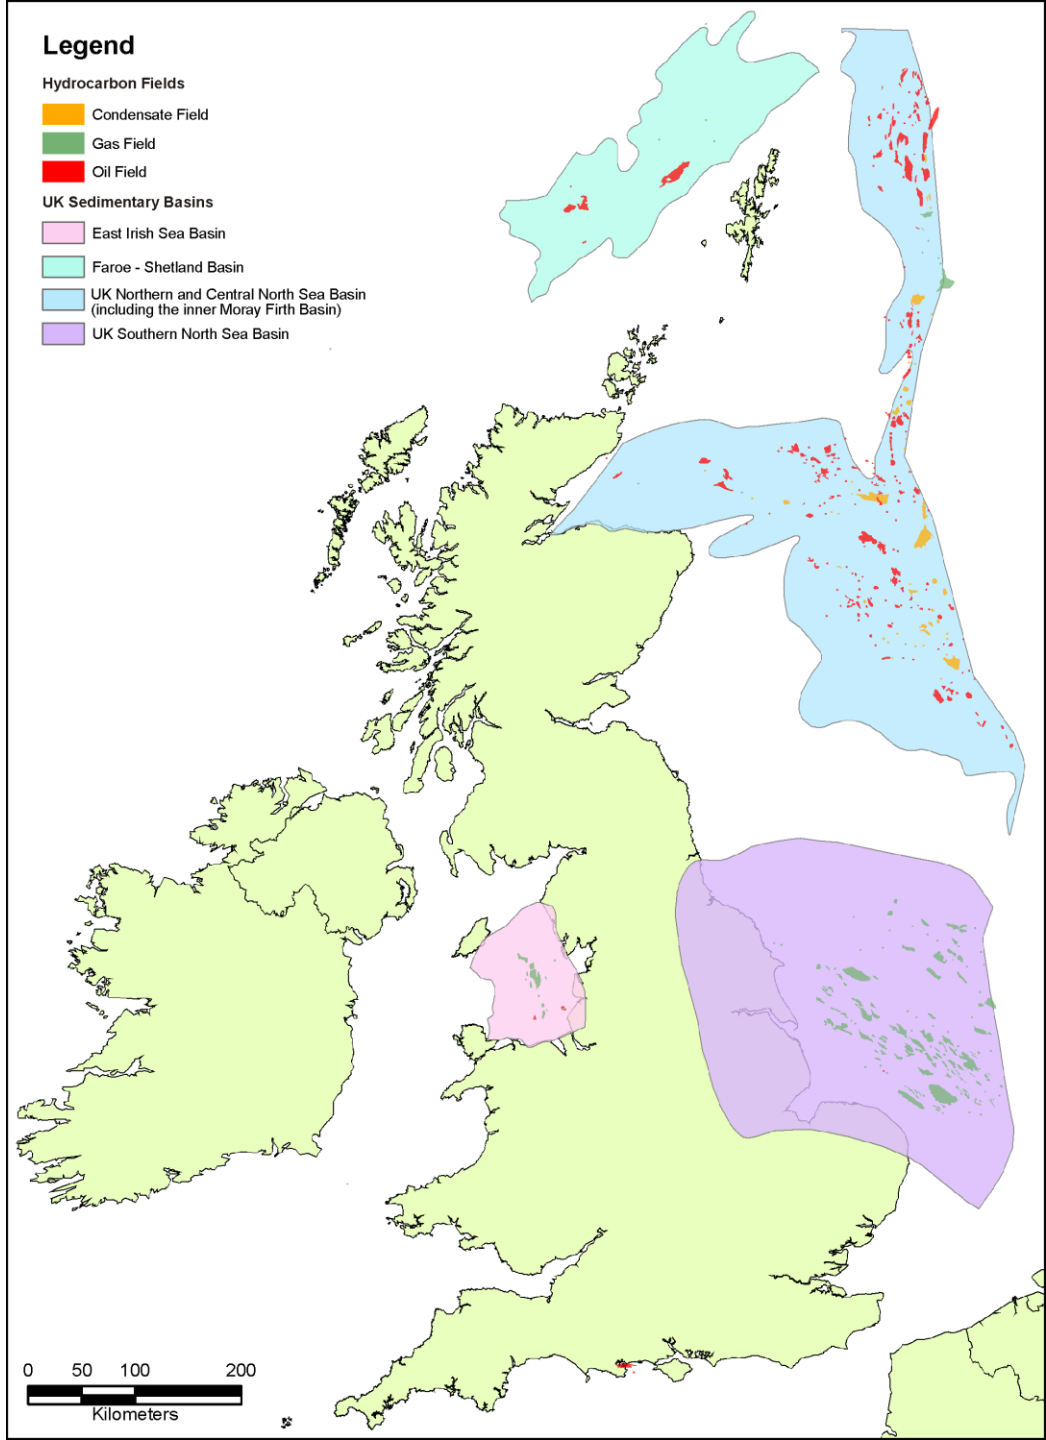 Legend
Hydrocarbon Fields
Condensate Field
Gas Field
Oil Field
UK Sedimentary Basins
East Irish Sea Basin
Faroe - Shetland Basin
UK Northern and Central North Sea Basin
(including the inner Moray Firth Basin)
UK Southern North Sea Basin
0 50 100 200
Kilometers